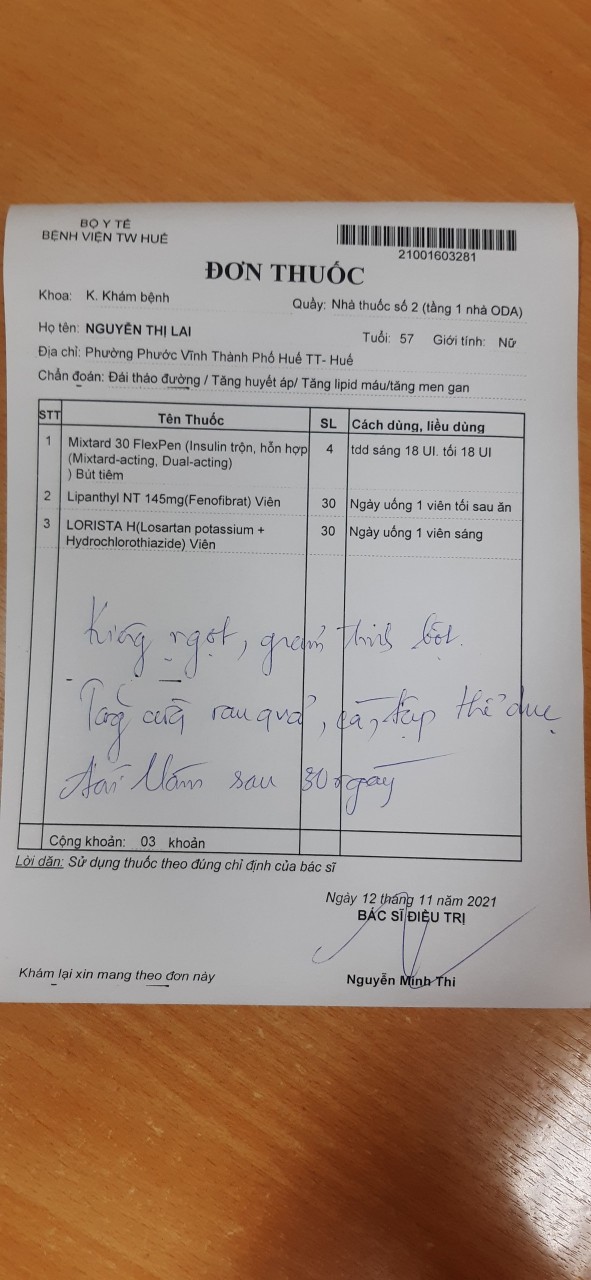 BỘ Y TẾ
BỆNH VIỆN TW HUẾ
21001603281
ĐƠN THUỐC
Khoa: K. Khám bệnh
Quầy: Nhà thuốc số 2 (tầng 1 nhà ODA)
Họ tên: NGUYỄN THỊ LAI Tuổi: 57 Giới tính: Nữ
Địa chỉ: Phường Phước Vĩnh Thành Phố Huế TT- Huế
Chẩn đoán: Đái tháo đường / Tăng huyết áp/ Tăng lipid máu/tăng men gan
STT Tên Thuốc SL Cách dùng, liều dùng
1 Mixtard 30 FlexPen (Insulin trộn, hỗn hợp 4 tdd sáng 18 UI. tối 18 UI
(Mixtard-acting, Dual-acting)
) Bút tiêm
2 Lipanthyl NT 145mg(Fenofibrat) Viên 30 Ngày uống 1 viên tối sau ăn
3 LORISTA H(Losartan potassium + 30 Ngày uống 1 viên sáng
Hydrochlorothiazide) Viên
Kiêng ngọt, giảm tinh bột.
Tăng cường rau quả, cá, tập thể dục
tái khám sau 30 ngày
Cộng khoản: 03 khoản
Lời dặn: Sử dụng thuốc theo đúng chỉ định của bác sĩ
Ngày 12 tháng 11 năm 2021
BÁC SĨ ĐIỀU TRỊ
Khám lại xin mang theo đơn này
Nguyễn Minh Thi